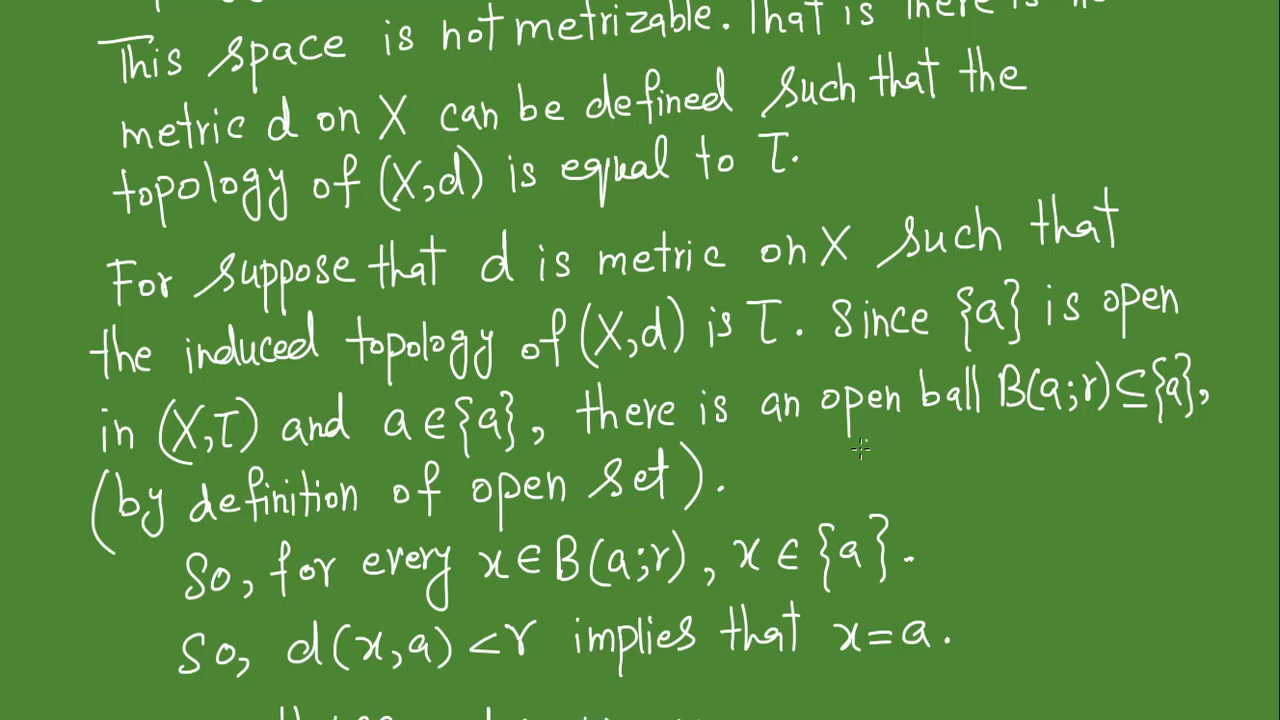 This space is not metrizable. That is there is no
metric d on X can be defined such that the
topology of (X,d) is equal to τ.
For suppose that d is metric on X such that
the induced topology of (X,d) is τ. Since {a} is open
in (X,τ) and a∈{a}, there is an open ball B(a;r)⊆{a},
(by definition of open set).
So, for every x∈B(a;r), x∈{a}.
So, d(x,a)<r implies that x=a.